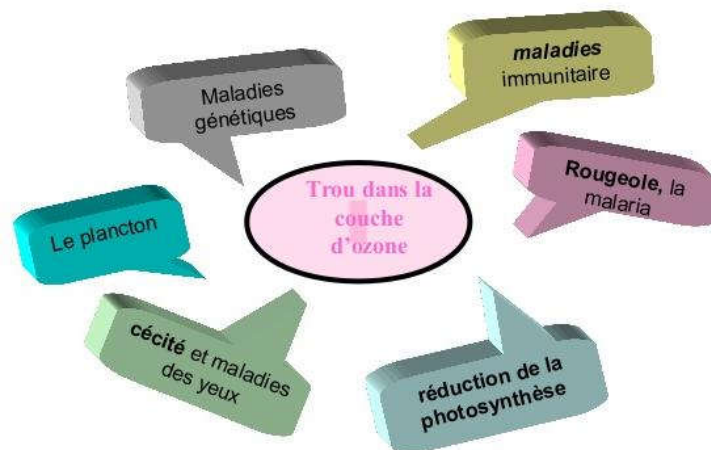 Maladies
génétiques
maladies
immunitaire
Rougeole, la
malaria
Trou dans la
couche
d'ozone
Le plancton
cécité et maladies
des yeux
réduction de la
photosynthèse